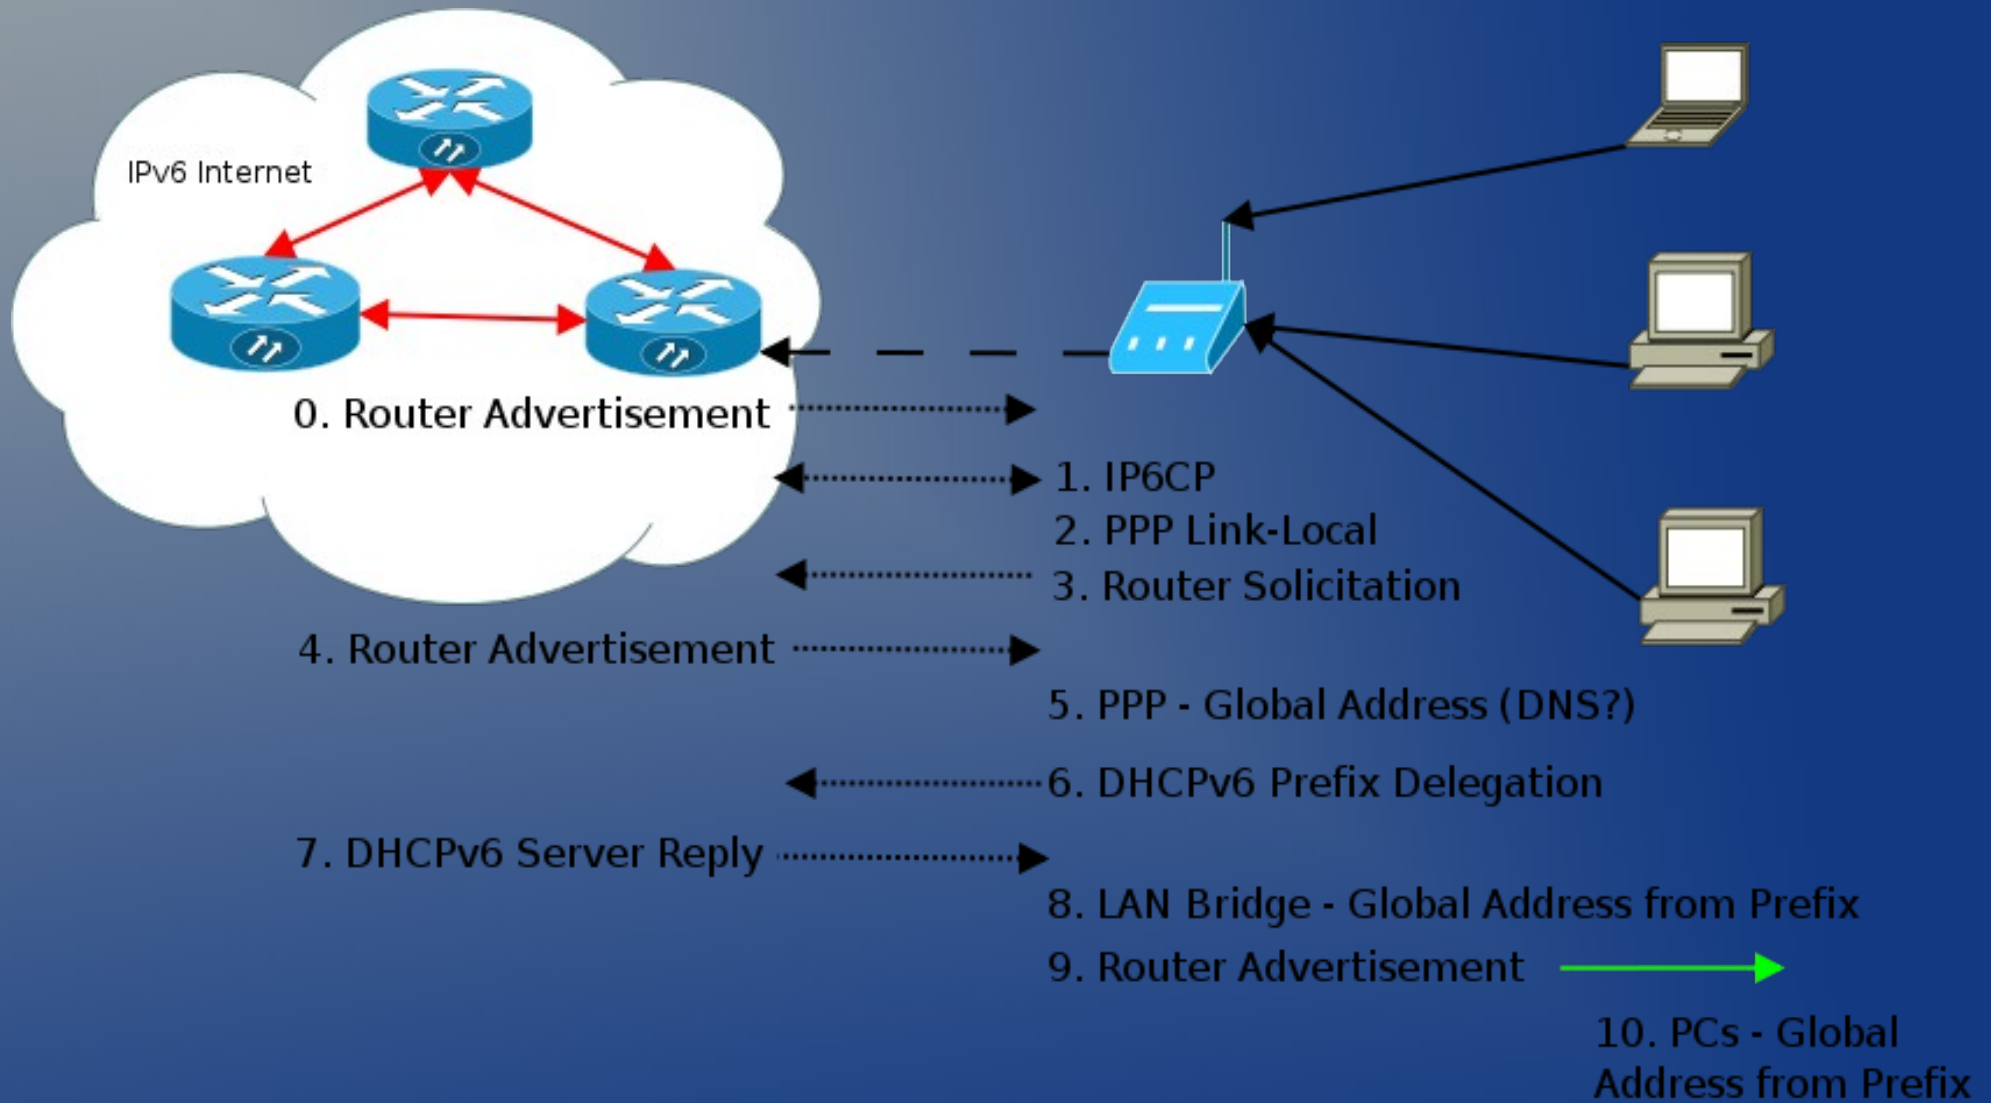 IPv6 Internet
0. Router Advertisement
1. IP6CP
2. PPP Link-Local
3. Router Solicitation
4. Router Advertisement
5. PPP - Global Address (DNS?)
6. DHCPv6 Prefix Delegation
7. DHCPv6 Server Reply
8. LAN Bridge - Global Address from Prefix
9. Router Advertisement
10. PCs - Global
Address from Prefix